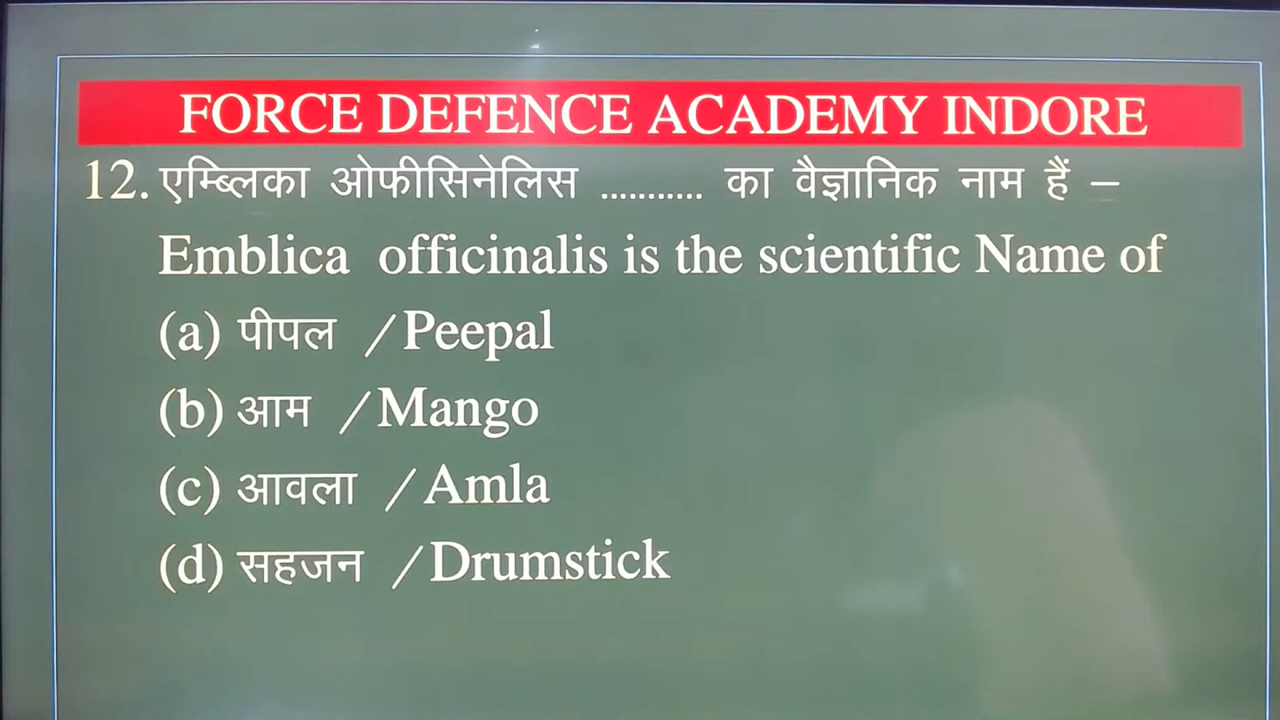 FORCE DEFENCE ACADEMY INDORE
12. एम्ब्लिका ओफीसिनेलिस ........... का वैज्ञानिक नाम हैं –
Emblica officinalis is the scientific Name of
(a) पीपल / Peepal
(b) आम / Mango
(c) आवला / Amla
(d) सहजन / Drumstick